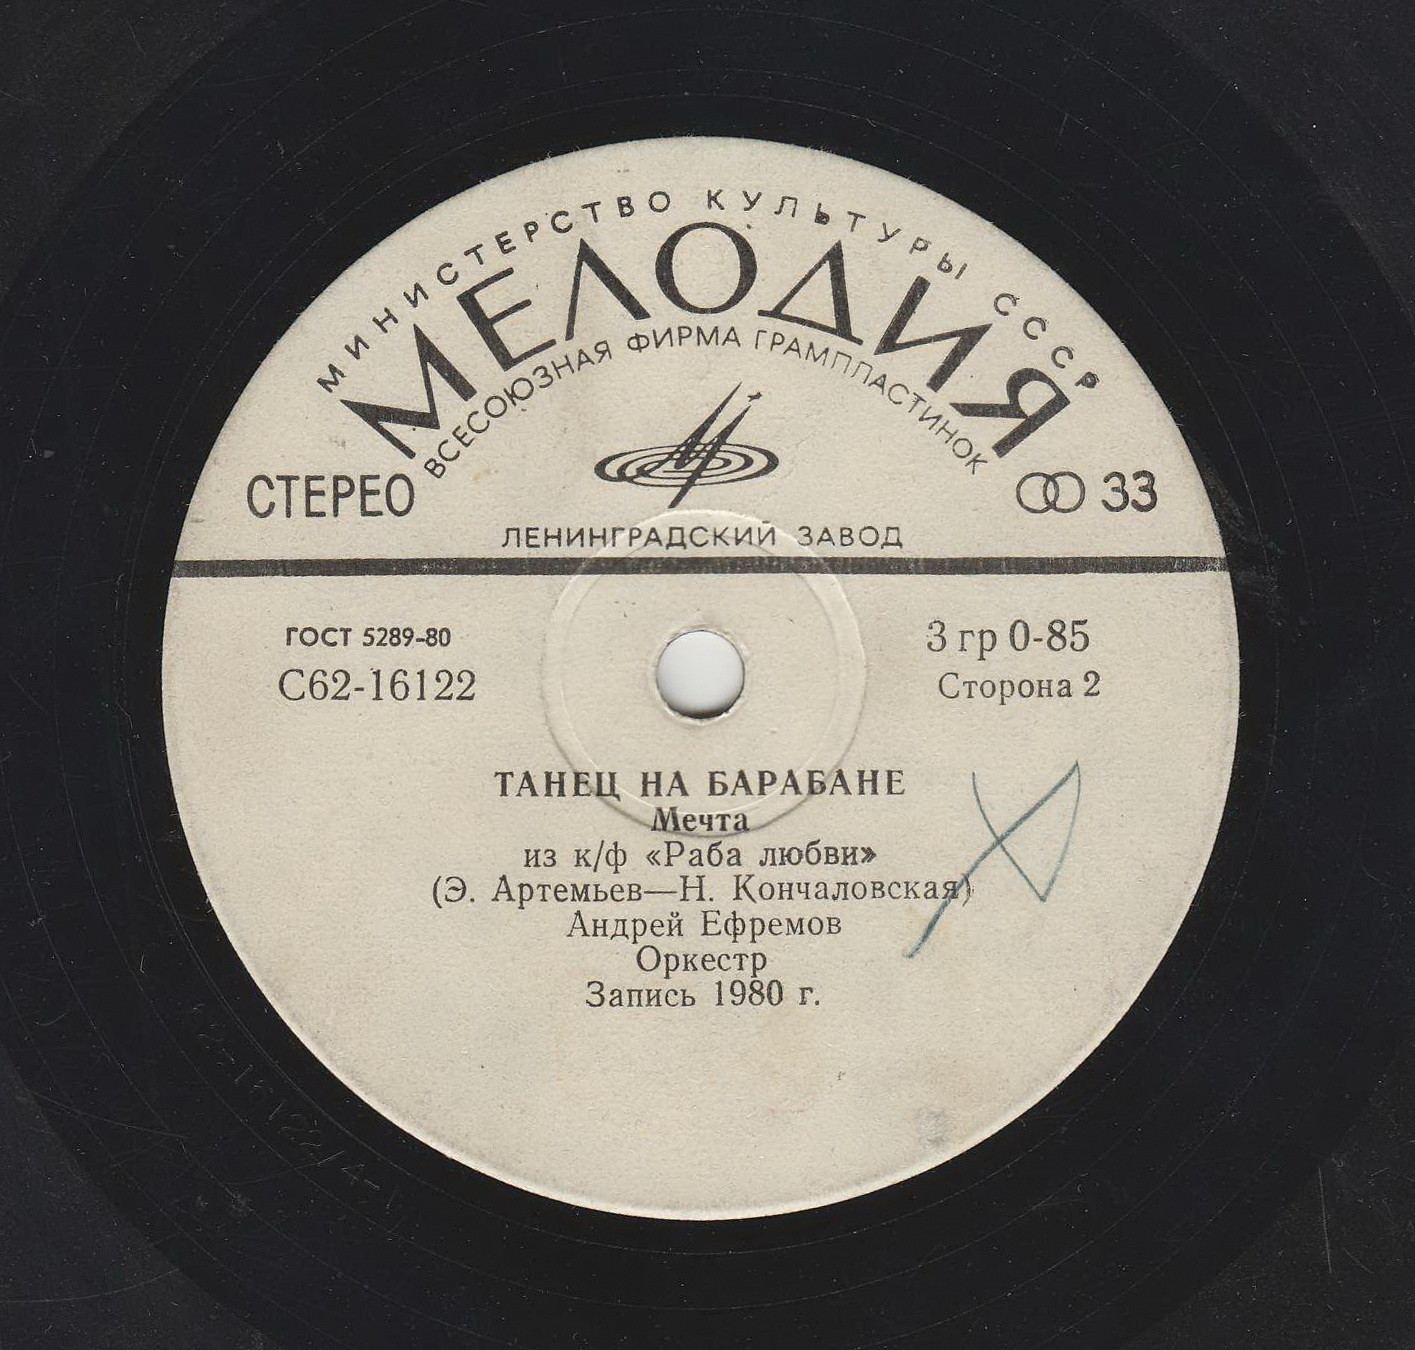 МИНИСТЕРСТВО КУЛЬТУРЫ СССР
МЕЛОДИЯ
ВСЕСОЮЗНАЯ ФИРМА ГРАМПЛАСТИНОК
СТЕРЕО
33
ЛЕНИНГРАДСКИЙ ЗАВОД
ГОСТ 5289-80
3 гр 0-85
С62-16122
Сторона 2
ТАНЕЦ НА БАРАБАНЕ
Мечта
из к/ф «Раба любви»
(Э. Артемьев—Н. Кончаловская)
Андрей Ефремов
Оркестр
Запись 1980 г.